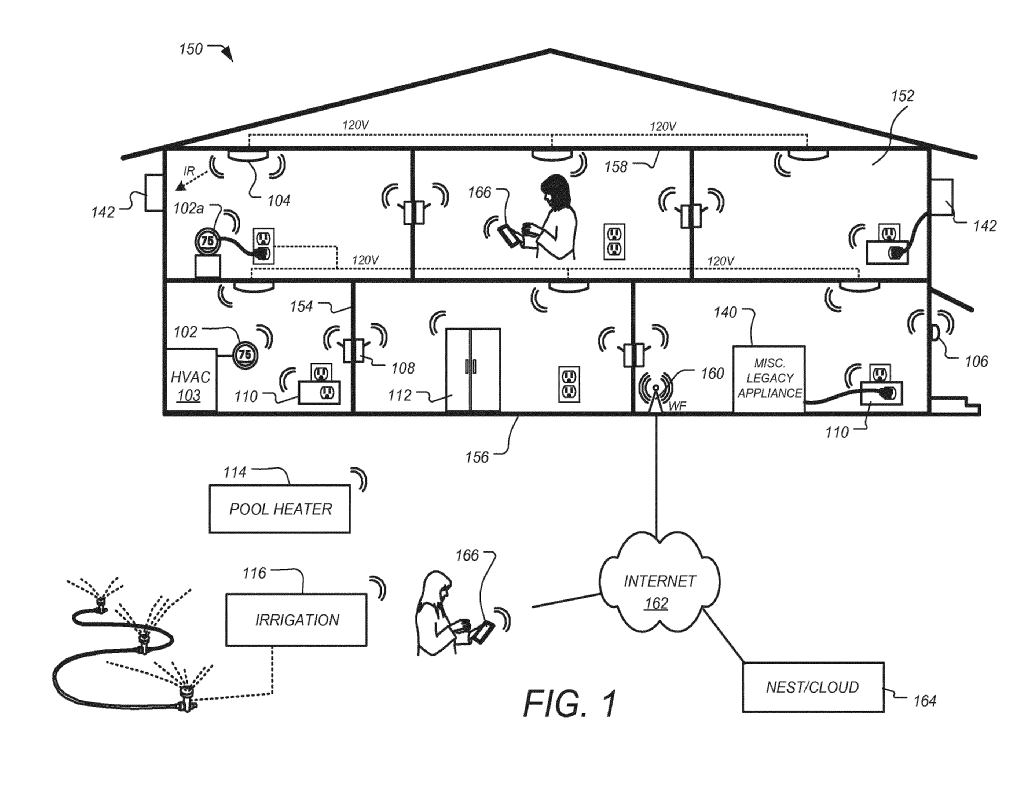 150
152
120V
120V
158
IR
104
166
142
102a
142
75
120V
120V
154
140
102
160
75
108
106
HVAC
103
MISC.
LEGACY
APPLIANCE
110
112
WF
110
156
114
POOL HEATER
166
116
INTERNET
162
IRRIGATION
NEST/CLOUD
164
FIG. 1